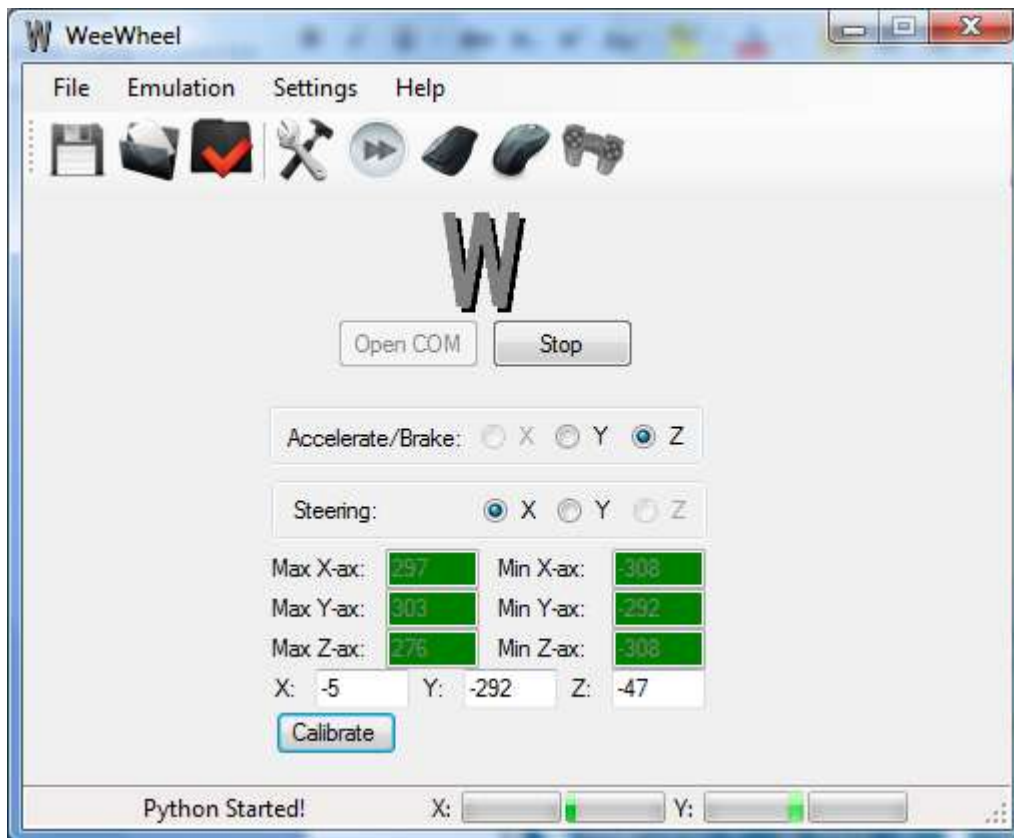 WeeWheel
File Emulation Settings Help
W
Open COM Stop
Accelerate/Brake: X Y Z
Steering: X Y Z
Max X-ax: 297 Min X-ax: -308
Max Y-ax: 303 Min Y-ax: -292
Max Z-ax: 276 Min Z-ax: -308
X: -5 Y: -292 Z: -47
Calibrate
Python Started! X: Y: